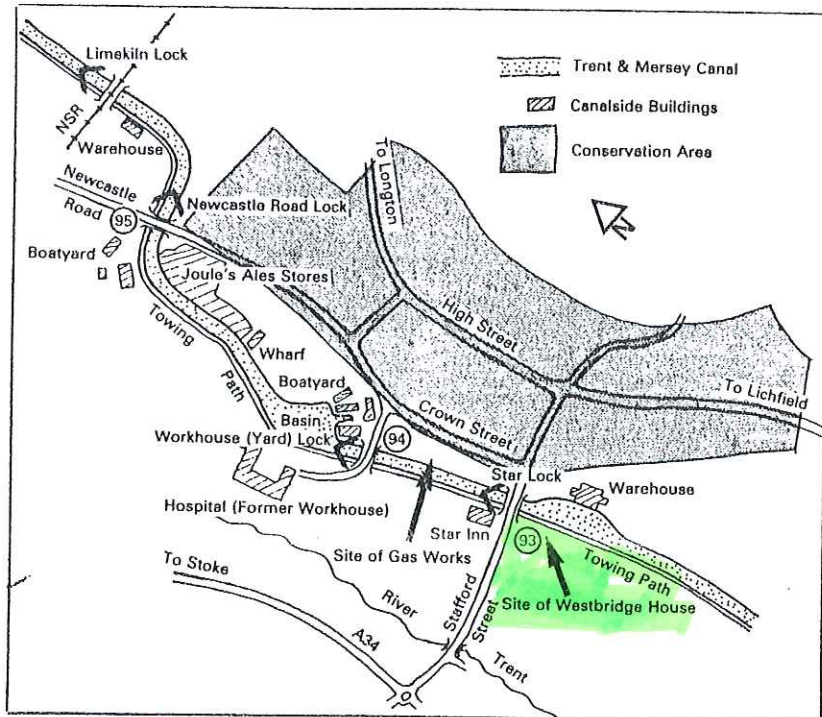 Limekiln Lock
NSR
Warehouse
Trent & Mersey Canal
Canalside Buildings
Conservation Area
N
To Longton
Newcastle
Road
95
Newcastle Road Lock
Boatyard
Joule's Ales Stores
Towing
Path
Wharf
High Street
Boatyard
To Lichfield
Basin
Crown Street
94
Workhouse (Yard) Lock
Star Lock
Warehouse
Hospital (Former Workhouse)
Star Inn
93
Towing Path
Site of Gas Works
Site of Westbridge House
To Stoke
River
Stafford
Street
A34
Trent